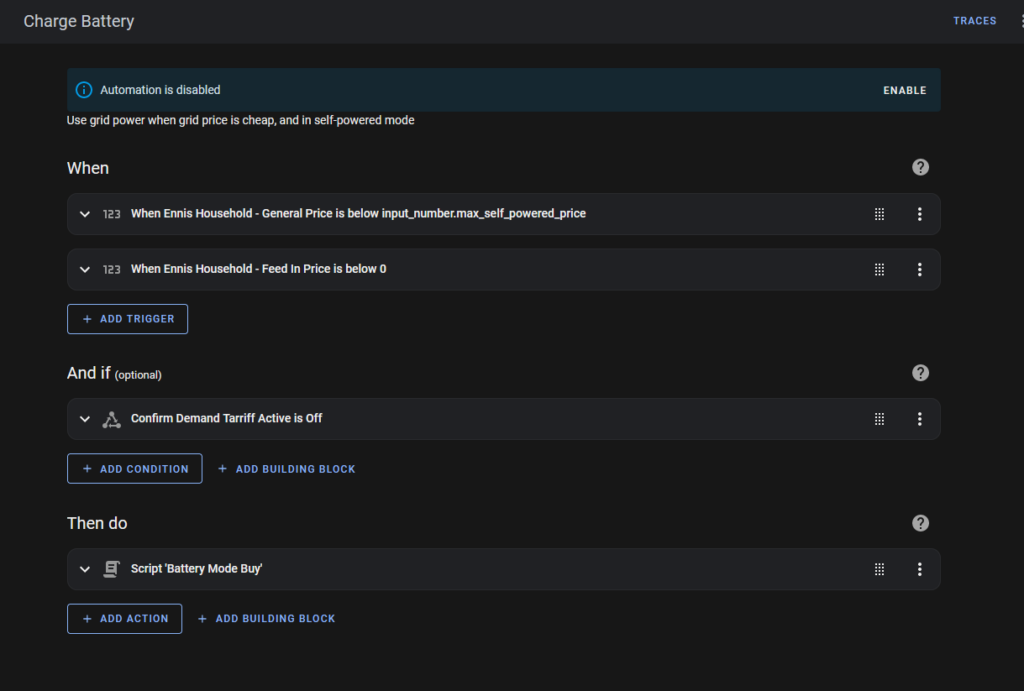 Charge Battery
TRACES
Automation is disabled
ENABLE
Use grid power when grid price is cheap, and in self-powered mode
When
123 When Ennis Household - General Price is below input_number.max_self_powered_price
123 When Ennis Household - Feed In Price is below 0
+ ADD TRIGGER
And if (optional)
Confirm Demand Tarriff Active is Off
+ ADD CONDITION + ADD BUILDING BLOCK
Then do
Script 'Battery Mode Buy'
+ ADD ACTION + ADD BUILDING BLOCK